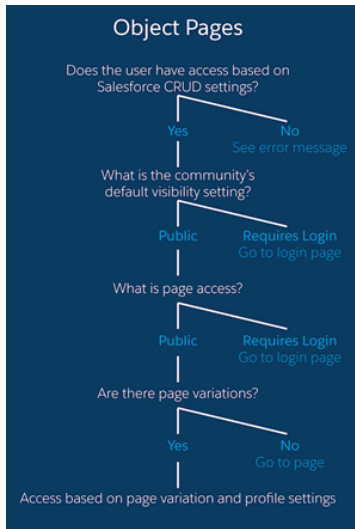 Object Pages
Does the user have access based on
Salesforce CRUD settings?
Yes
No
See error message
What is the community's
default visibility setting?
Public
Requires Login
Go to login page
What is page access?
Public
Requires Login
Go to login page
Are there page variations?
Yes
No
Go to page
Access based on page variation and profile settings